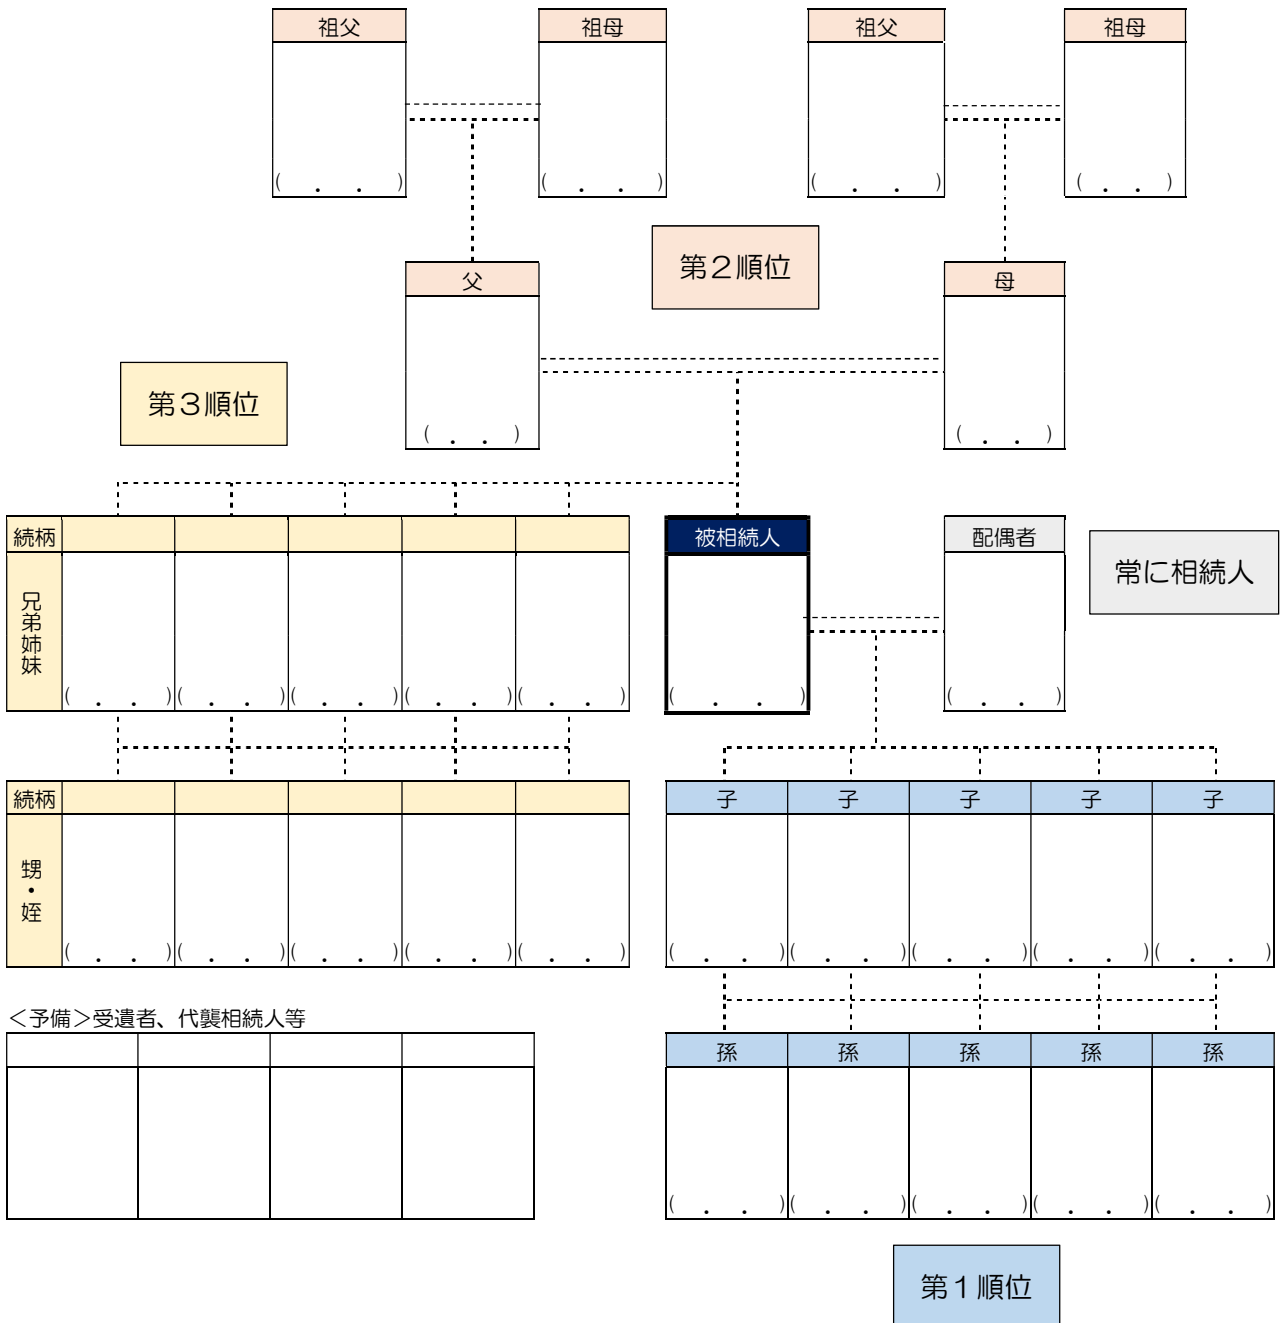 祖父 祖母 祖父 祖母
( . . ) ( . . ) ( . . ) ( . . )
第２順位
父 母
第３順位
( . . ) ( . . )
続柄 被相続人 配偶者
常に相続人
兄弟姉妹
( . . ) ( . . ) ( . . ) ( . . ) ( . . ) ( . . ) ( . . )
続柄 子 子 子 子 子
甥・姪
( . . ) ( . . ) ( . . ) ( . . ) ( . . ) ( . . ) ( . . ) ( . . ) ( . . ) ( . . )
＜予備＞受遺者、代襲相続人等
孫 孫 孫 孫 孫
( . . ) ( . . ) ( . . ) ( . . ) ( . . )
第１順位